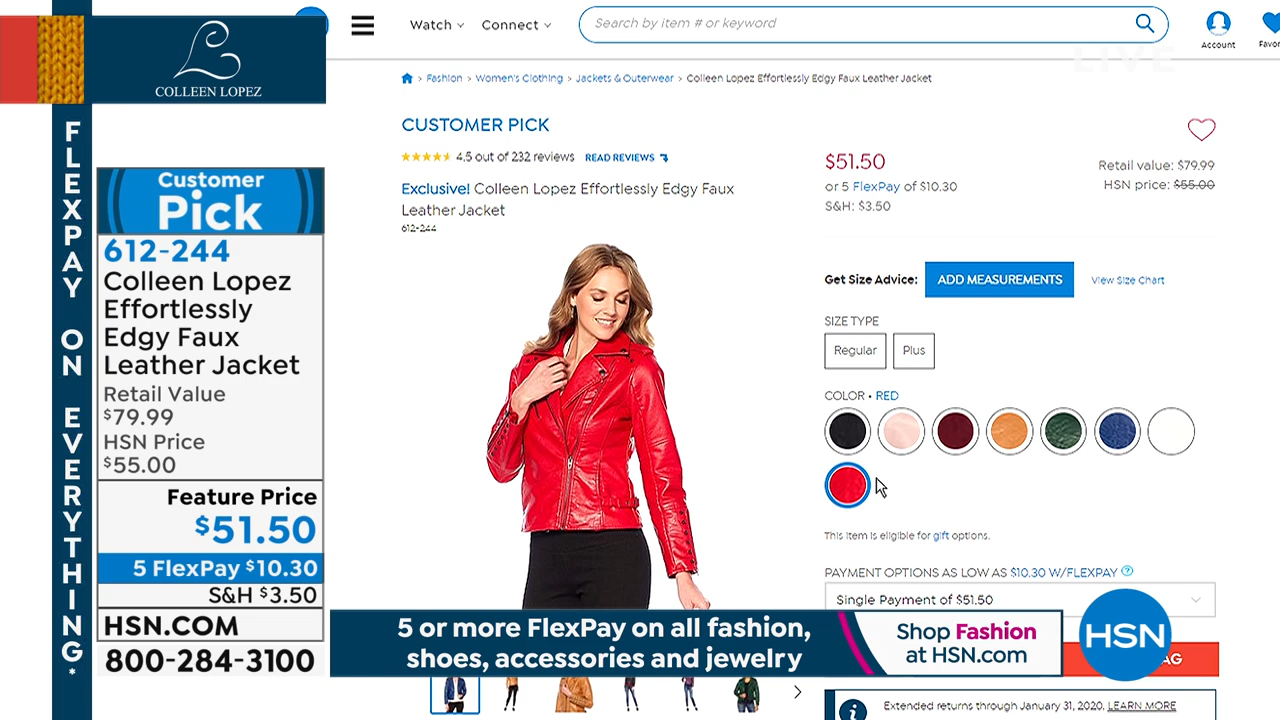 COLLEEN LOPEZ
FLEXPAY ON EVERYTHING*
Customer
Pick
612-244
Colleen Lopez
Effortlessly
Edgy Faux
Leather Jacket
Retail Value
$79.99
HSN Price
$55.00
Feature Price
$51.50
5 FlexPay $10.30
S&H $3.50
HSN.COM
800-284-3100
Watch
Connect
Search by item # or keyword
Account
LIVE
Fashion > Women's Clothing > Jackets & Outerwear > Colleen Lopez Effortlessly Edgy Faux Leather Jacket
CUSTOMER PICK
4.5 out of 232 reviews READ REVIEWS
Exclusive! Colleen Lopez Effortlessly Edgy Faux
Leather Jacket
612-244
$51.50
or 5 FlexPay of $10.30
S&H: $3.50
Retail value: $79.99
HSN price: $55.00
Get Size Advice: ADD MEASUREMENTS View Size Chart
SIZE TYPE
Regular Plus
COLOR • RED
This item is eligible for gift options.
PAYMENT OPTIONS AS LOW AS $10.30 W/FLEXPAY ?
Single Payment of $51.50
5 or more FlexPay on all fashion,
shoes, accessories and jewelry
Shop Fashion
at HSN.com
HSN
Extended returns through January 31, 2020. LEARN MORE